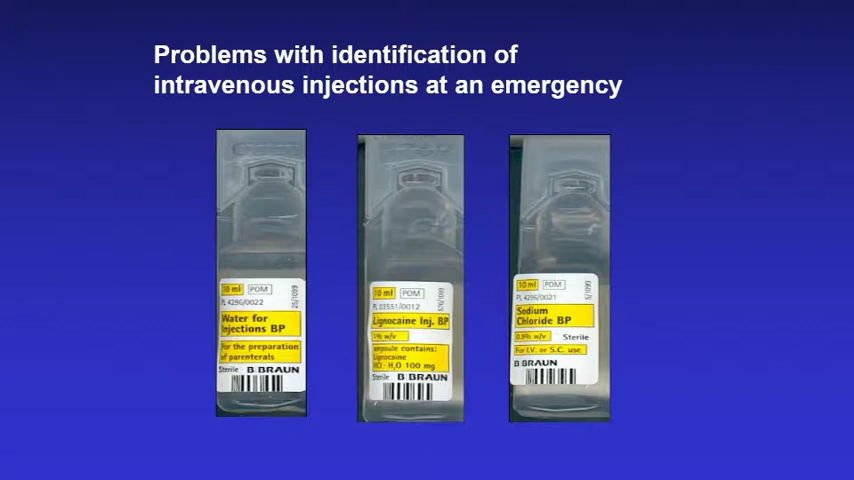 Problems with identification of
intravenous injections at an emergency
10 ml POM
PL 4296/0022
Water for
Injections BP
For the preparation
of parenterals
Sterile B BRAUN
10 ml POM
PL 03551/0012
Lignocaine Inj. BP
1% w/v
ampoule contains:
Lignocaine
HCl · H₂O 100 mg
Sterile B BRAUN
10 ml POM
PL 4296/0021
Sodium
Chloride BP
0.9% w/v Sterile
For I.V. or S.C. use
B BRAUN